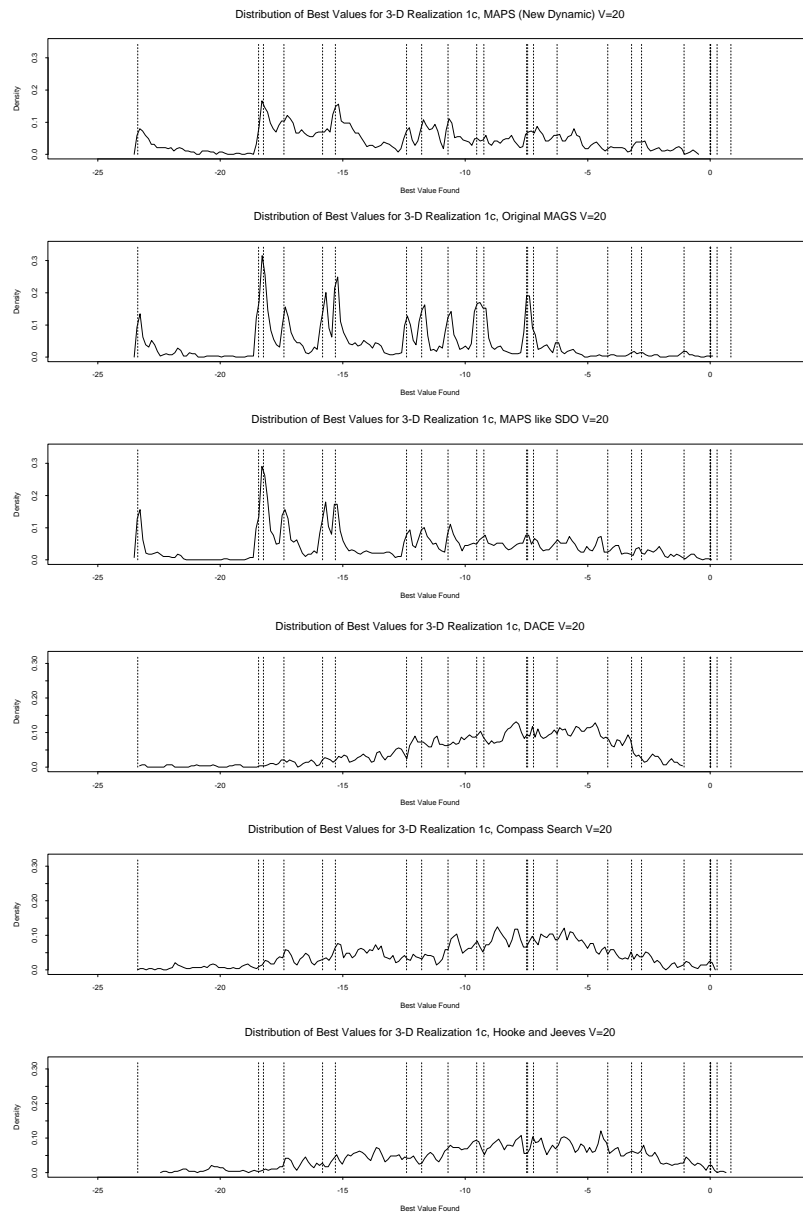 Distribution of Best Values for 3-D Realization 1c, MAPS (New Dynamic) V=20
Density
0.0 0.1 0.2 0.3
-25 -20 -15 -10 -5 0
Best Value Found
Distribution of Best Values for 3-D Realization 1c, Original MAGS V=20
Density
0.0 0.1 0.2 0.3
-25 -20 -15 -10 -5 0
Best Value Found
Distribution of Best Values for 3-D Realization 1c, MAPS like SDO V=20
Density
0.0 0.1 0.2 0.3
-25 -20 -15 -10 -5 0
Best Value Found
Distribution of Best Values for 3-D Realization 1c, DACE V=20
Density
0.0 0.10 0.20 0.30
-25 -20 -15 -10 -5 0
Best Value Found
Distribution of Best Values for 3-D Realization 1c, Compass Search V=20
Density
0.0 0.10 0.20 0.30
-25 -20 -15 -10 -5 0
Best Value Found
Distribution of Best Values for 3-D Realization 1c, Hooke and Jeeves V=20
Density
0.0 0.10 0.20 0.30
-25 -20 -15 -10 -5 0
Best Value Found